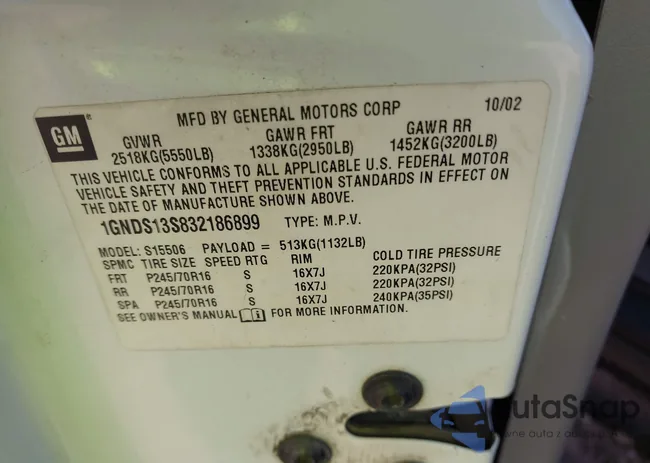 MFD BY GENERAL MOTORS CORP 10/02
GM
GVWR GAWR FRT GAWR RR
2518KG(5550LB) 1338KG(2950LB) 1452KG(3200LB)
THIS VEHICLE CONFORMS TO ALL APPLICABLE U.S. FEDERAL MOTOR
VEHICLE SAFETY AND THEFT PREVENTION STANDARDS IN EFFECT ON
THE DATE OF MANUFACTURE SHOWN ABOVE.
1GNDS13S832186899 TYPE: M.P.V.
MODEL: S15506 PAYLOAD = 513KG(1132LB)
SPMC TIRE SIZE SPEED RTG RIM COLD TIRE PRESSURE
FRT P245/70R16 S 16X7J 220KPA(32PSI)
RR P245/70R16 S 16X7J 220KPA(32PSI)
SPA P245/70R16 S 16X7J 240KPA(35PSI)
SEE OWNER'S MANUAL FOR MORE INFORMATION.
AutaSnap
auta z